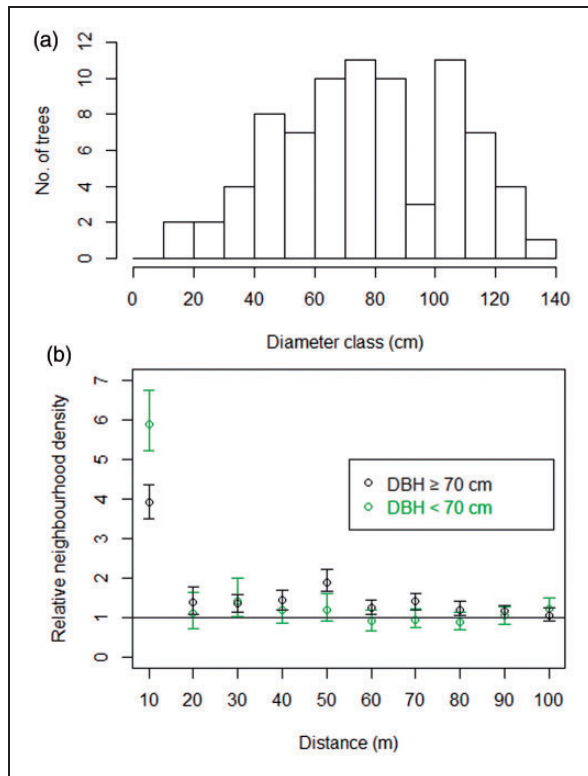 (a)
12
10
8
6
4
2
0
No. of trees
0 20 40 60 80 100 120 140
Diameter class (cm)
(b)
7
6
5
4
3
2
1
0
Relative neighbourhood density
DBH ≥ 70 cm
DBH < 70 cm
10 20 30 40 50 60 70 80 90 100
Distance (m)